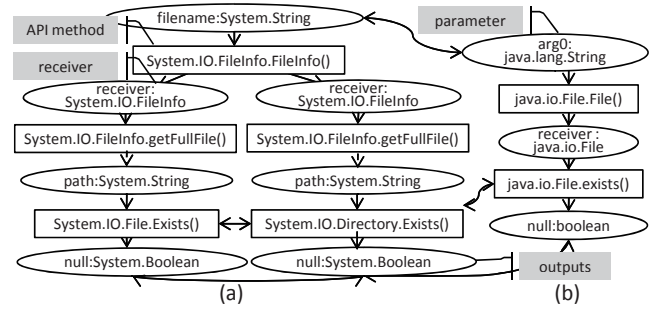 filename:System.String
API method
System.IO.FileInfo.FileInfo()
receiver
receiver:
System.IO.FileInfo
System.IO.FileInfo.getFullFile()
path:System.String
System.IO.File.Exists()
null:System.Boolean
receiver:
System.IO.FileInfo
System.IO.FileInfo.getFullFile()
path:System.String
System.IO.Directory.Exists()
null:System.Boolean
(a)
parameter
arg0:
java.lang.String
java.io.File.File()
receiver :
java.io.File
java.io.File.exists()
null:boolean
outputs
(b)